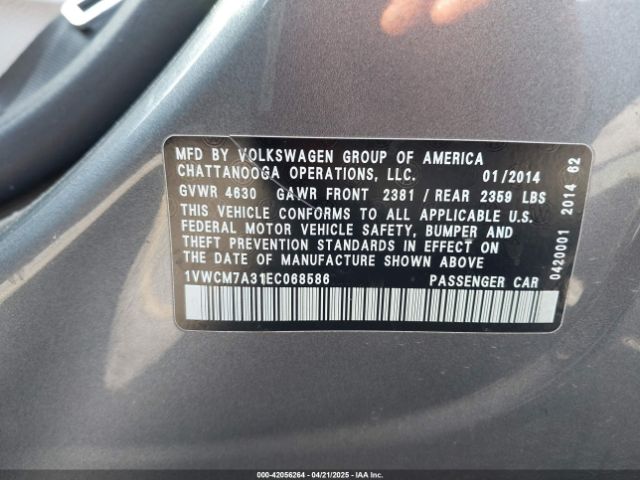 MFD BY VOLKSWAGEN GROUP OF AMERICA
CHATTANOOGA OPERATIONS, LLC. 01/2014
GVWR 4630 GAWR FRONT 2381 / REAR 2359 LBS
THIS VEHICLE CONFORMS TO ALL APPLICABLE U.S.
FEDERAL MOTOR VEHICLE SAFETY, BUMPER AND
THEFT PREVENTION STANDARDS IN EFFECT ON
THE DATE OF MANUFACTURE SHOWN ABOVE
1VWCM7A31EC068586 PASSENGER CAR
0420001 2014 62
000-42056264 - 04/21/2025 - IAAI.COM